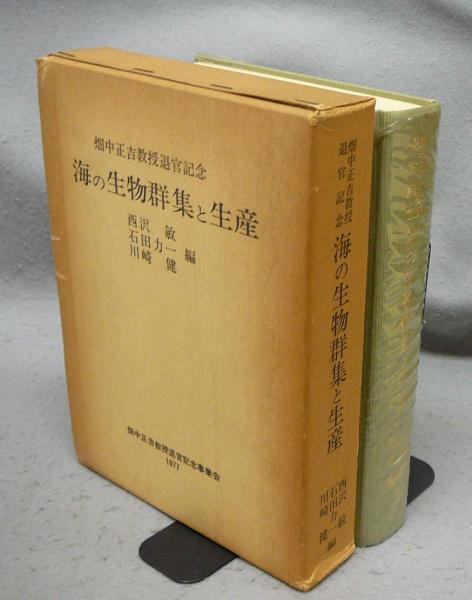 畑中正吉教授退官記念
海の生物群集と生産
西沢 敏
石田力一 編
川崎 健
畑中正吉教授退官記念事業会
1977
畑中正吉教授
退官記念
海の生物群集と生産
西沢 敏
石田力一 編
川崎 健